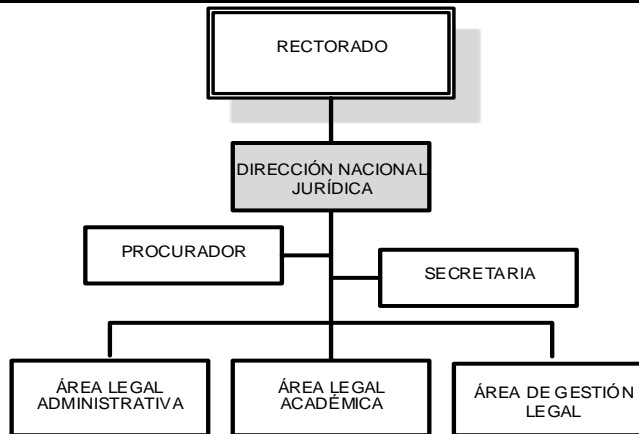 RECTORADO
DIRECCIÓN NACIONAL
JURÍDICA
PROCURADOR
SECRETARIA
ÁREA LEGAL
ADMINISTRATIVA
ÁREA LEGAL
ACADÉMICA
ÁREA DE GESTIÓN
LEGAL